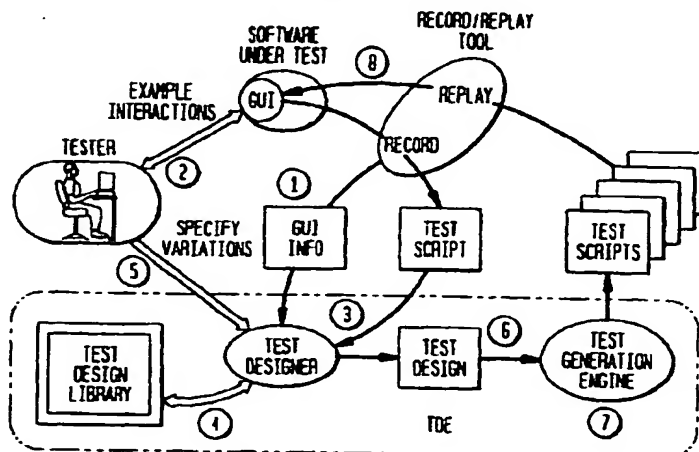 SOFTWARE
UNDER TEST
RECORD/REPLAY
TOOL
8
EXAMPLE
INTERACTIONS
GUI
REPLAY
TESTER
2
RECORD
1
SPECIFY
VARIATIONS
GUI
INFO
TEST
SCRIPT
TEST
SCRIPTS
5
3
6
TEST
DESIGN
LIBRARY
TEST
DESIGNER
TEST
DESIGN
TEST
GENERATION
ENGINE
4
TDE
7